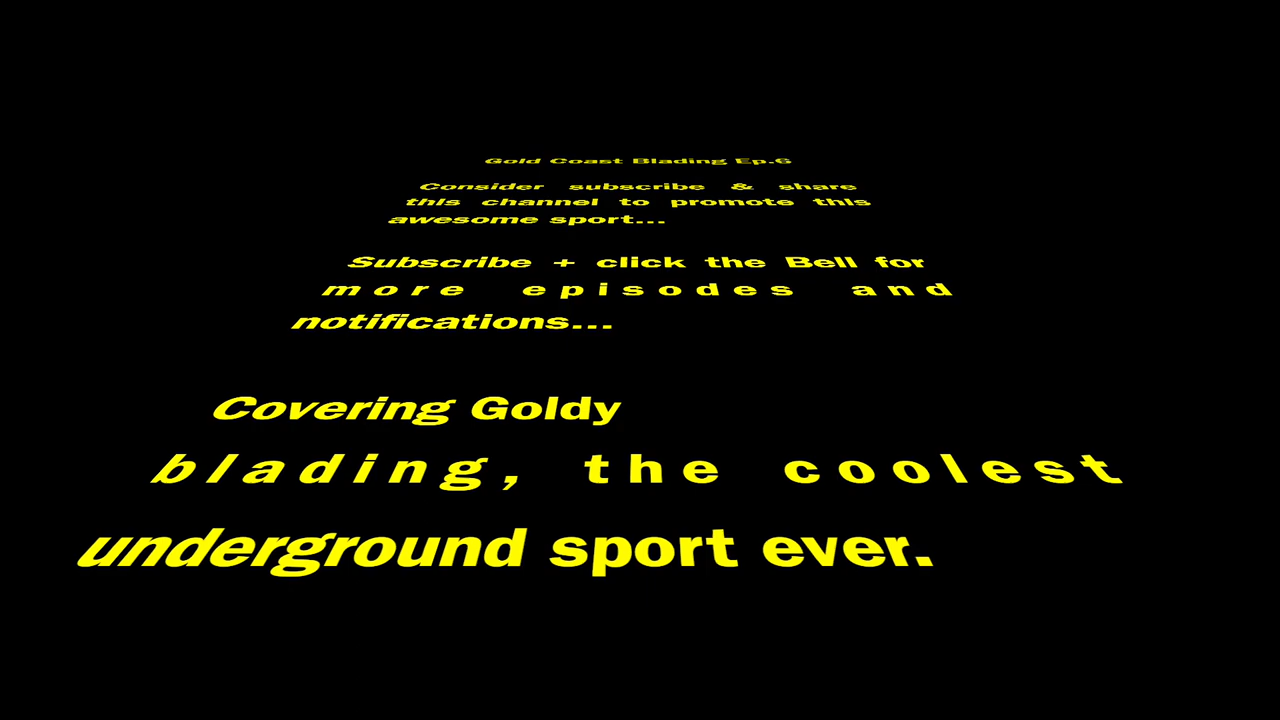 Gold Coast Blading Ep.6
Consider subscribe & share
this channel to promote this
awesome sport...
Subscribe + click the Bell for
more episodes and
notifications...
Covering Goldy
blading, the coolest
underground sport ever.